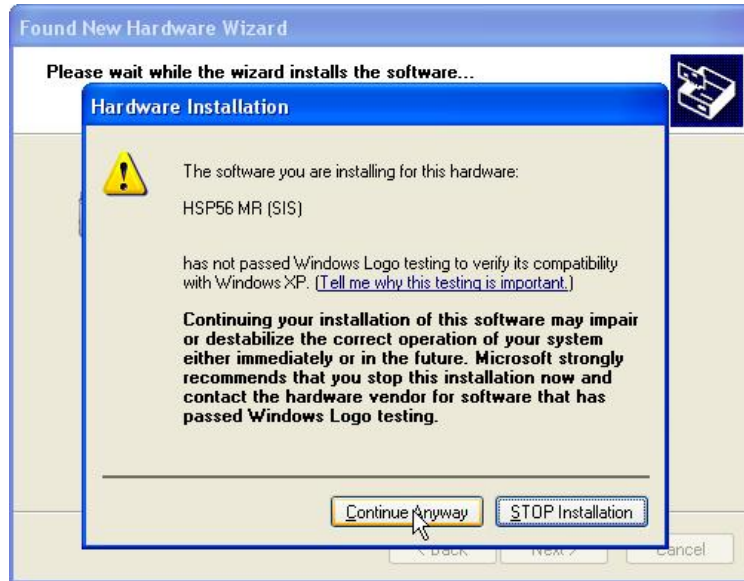 Found New Hardware Wizard
Please wait while the wizard installs the software...
Hardware Installation
The software you are installing for this hardware:
HSP56 MR (SIS)
has not passed Windows Logo testing to verify its compatibility
with Windows XP. (Tell me why this testing is important.)
Continuing your installation of this software may impair
or destabilize the correct operation of your system
either immediately or in the future. Microsoft strongly
recommends that you stop this installation now and
contact the hardware vendor for software that has
passed Windows Logo testing.
Continue Anyway STOP Installation
< Back Next > Cancel